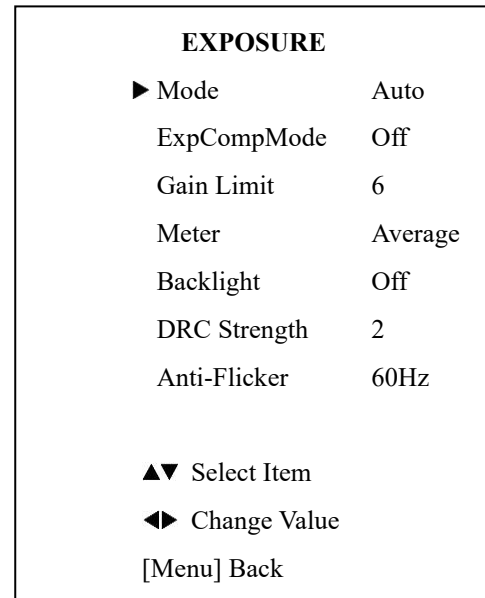 EXPOSURE
▶ Mode Auto
ExpCompMode Off
Gain Limit 6
Meter Average
Backlight Off
DRC Strength 2
Anti-Flicker 60Hz
▲▼ Select Item
◀▶ Change Value
[Menu] Back